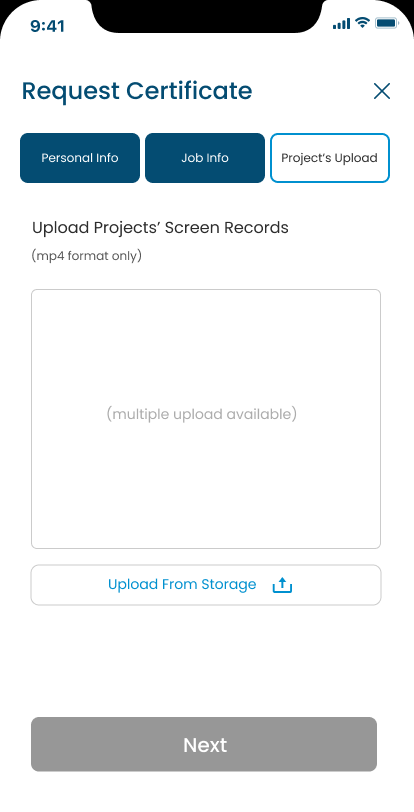 9:41
Request Certificate
Personal Info
Job Info
Project's Upload
Upload Projects’ Screen Records
(mp4 format only)
(multiple upload available)
Upload From Storage
Next